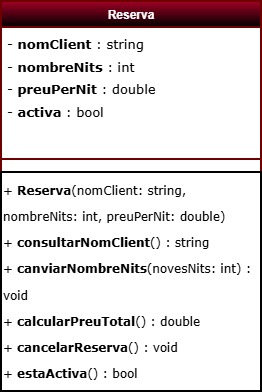 Reserva
- nomClient : string
- nombreNits : int
- preuPerNit : double
- activa : bool
+ Reserva(nomClient: string,
nombreNits: int, preuPerNit: double)
+ consultarNomClient() : string
+ canviarNombreNits(novesNits: int) :
void
+ calcularPreuTotal() : double
+ cancelarReserva() : void
+ estaActiva() : bool